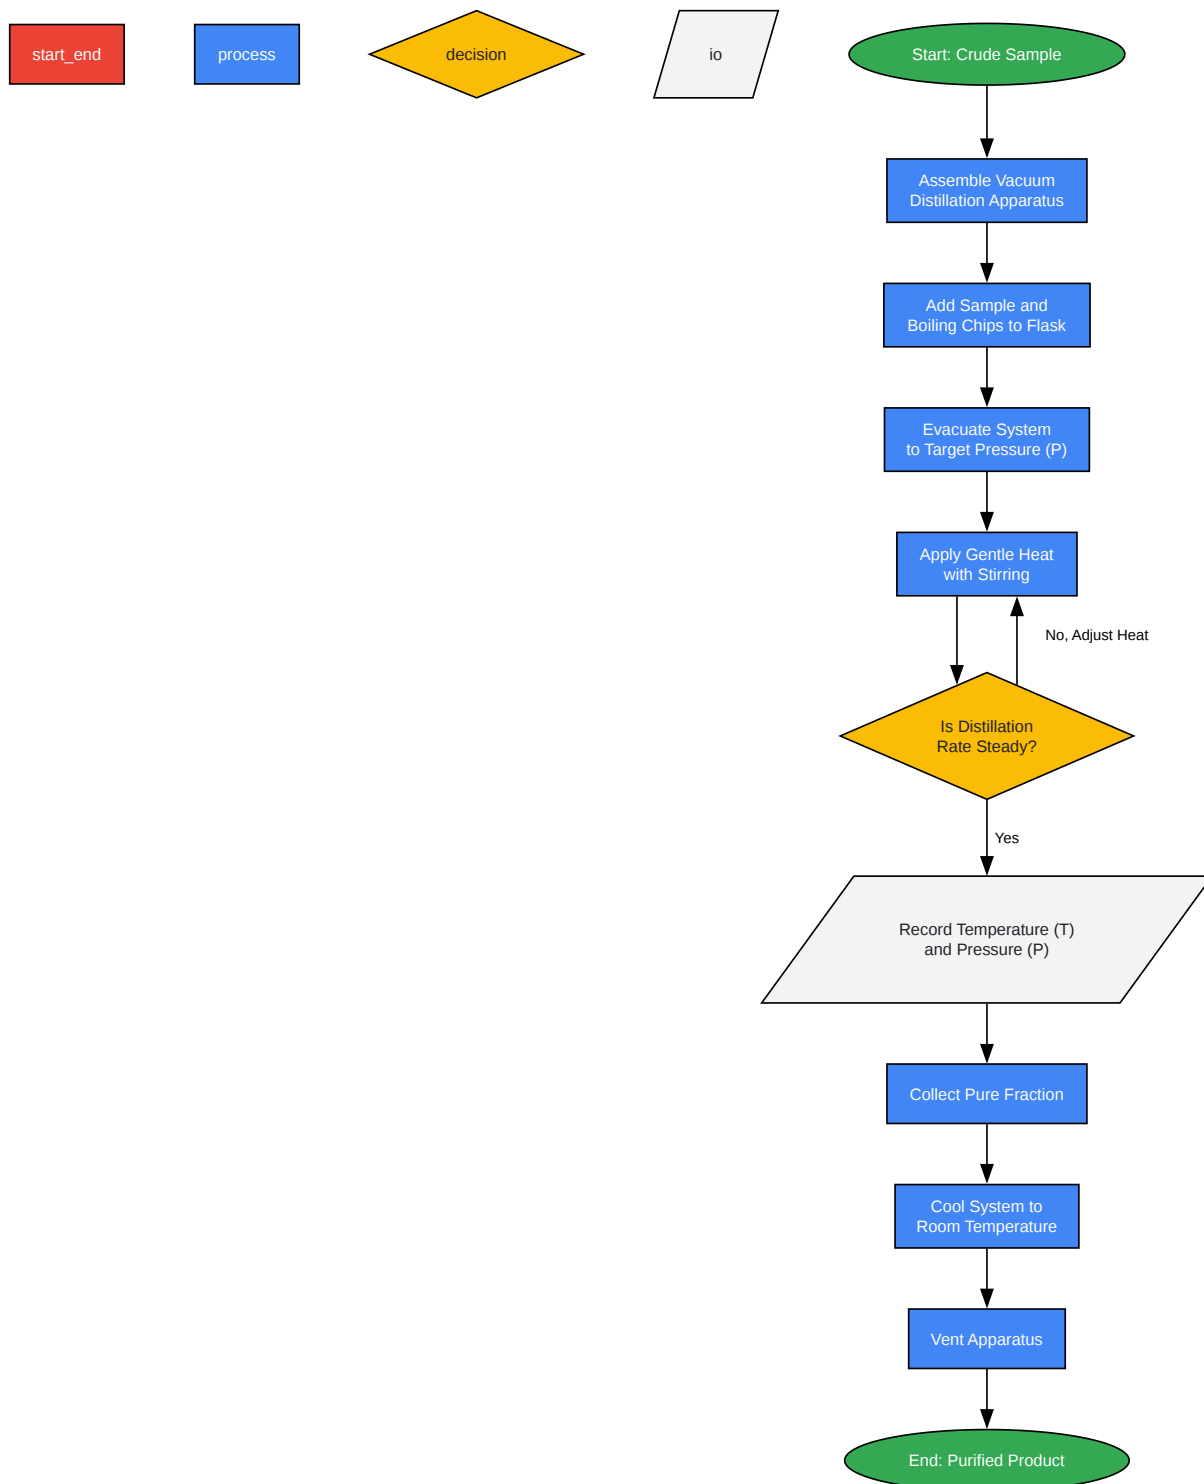 start_end
process
decision
io
Start: Crude Sample
Assemble Vacuum
Distillation Apparatus
Add Sample and
Boiling Chips to Flask
Evacuate System
to Target Pressure (P)
Apply Gentle Heat
with Stirring
No, Adjust Heat
Is Distillation
Rate Steady?
Yes
Record Temperature (T)
and Pressure (P)
Collect Pure Fraction
Cool System to
Room Temperature
Vent Apparatus
End: Purified Product